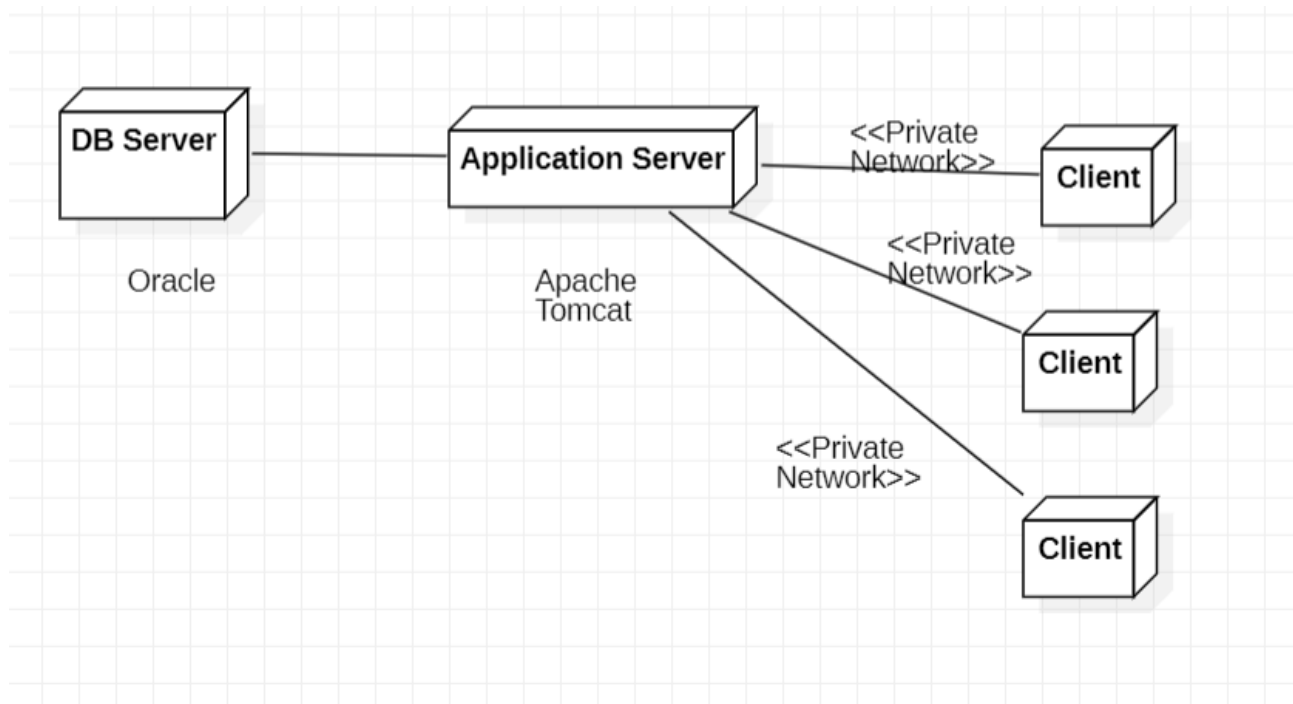 DB Server
Application Server
<<Private
Network>>
Client
<<Private
Network>>
Oracle
Apache
Tomcat
Client
<<Private
Network>>
Client